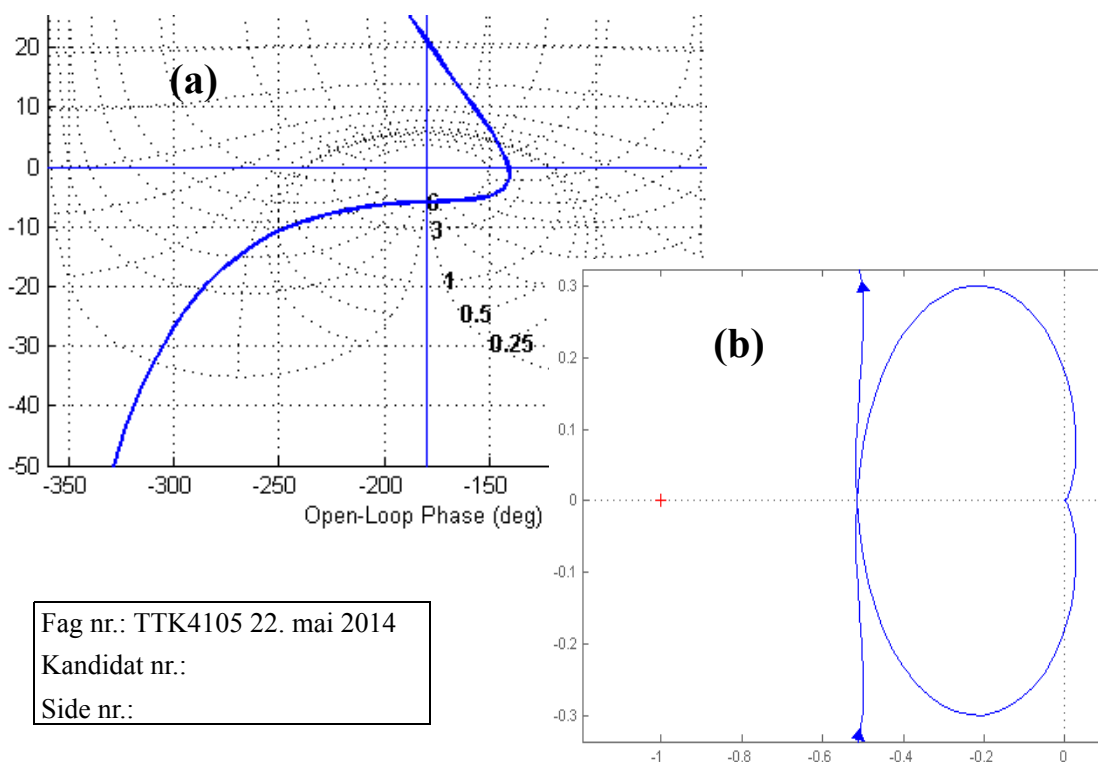 (a)
20
10
0
-10
-20
-30
-40
-50
6
3
1
0.5
0.25
-350 -300 -250 -200 -150
Open-Loop Phase (deg)
(b)
0.3
0.2
0.1
0
-0.1
-0.2
-0.3
-1 -0.8 -0.6 -0.4 -0.2 0
Fag nr.: TTK4105 22. mai 2014
Kandidat nr.:
Side nr.: